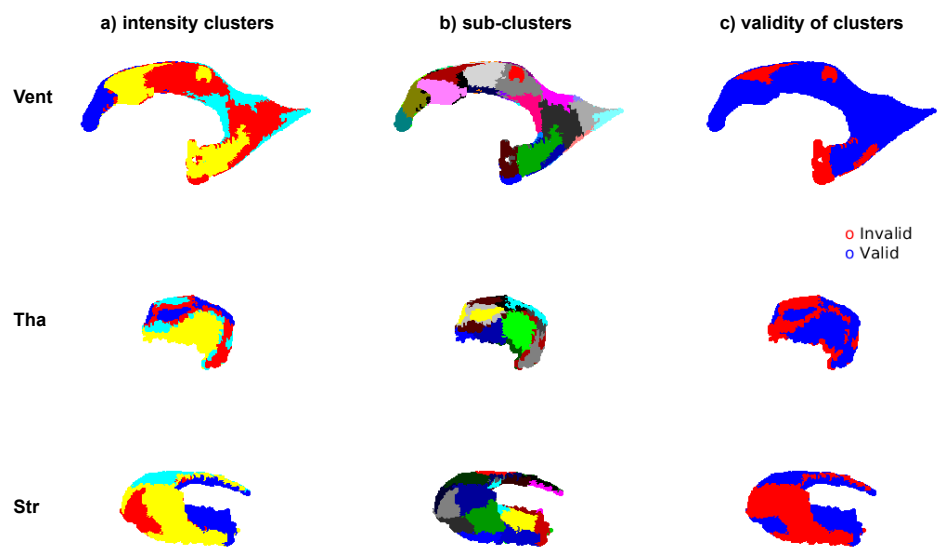 a) intensity clusters b) sub-clusters c) validity of clusters
Vent
o Invalid
o Valid
Tha
Str